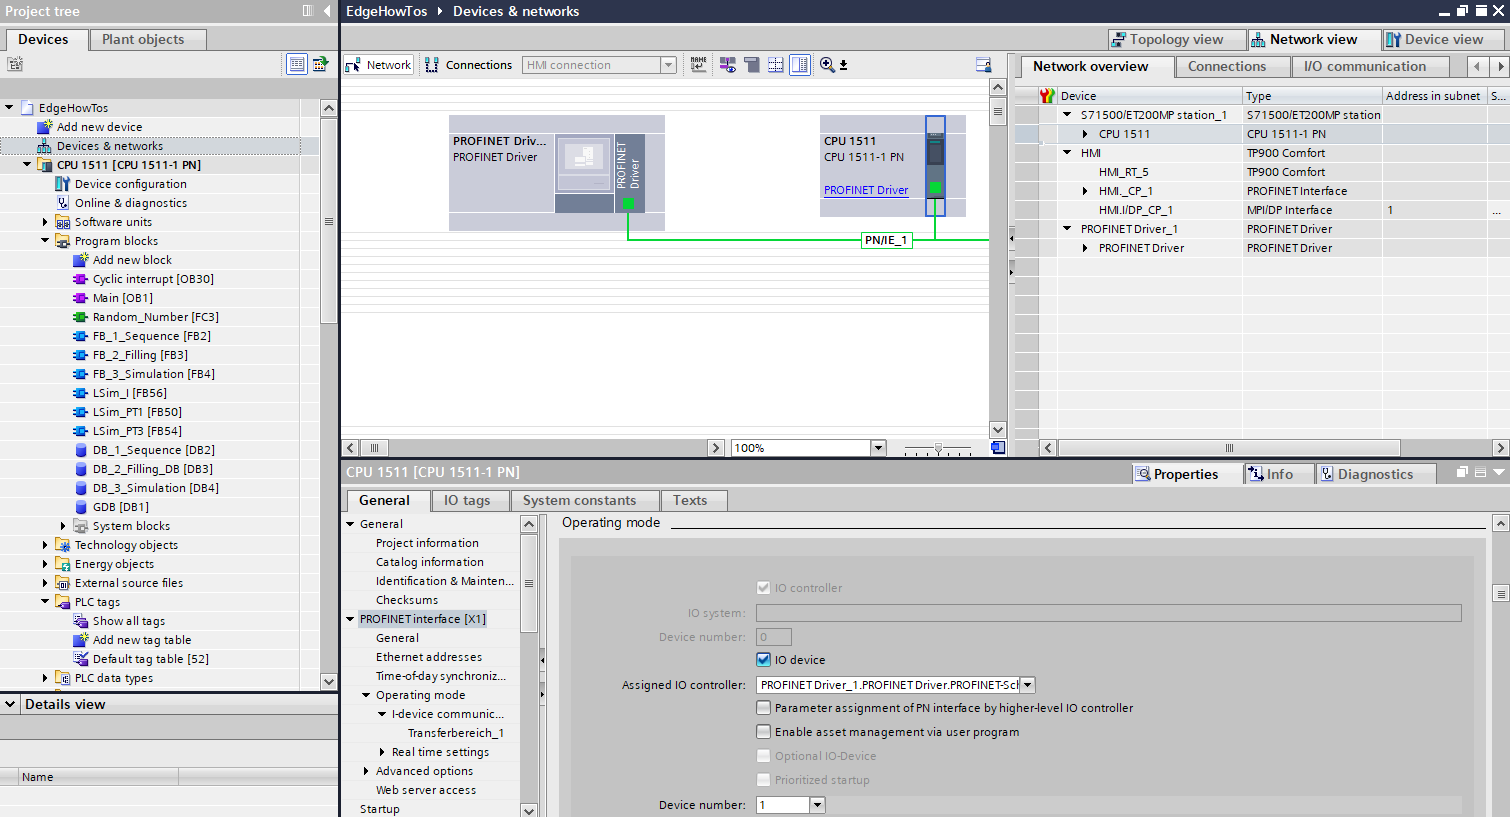 Project tree
Devices
Plant objects
EdgeHowTos
Add new device
Devices & networks
CPU 1511 [CPU 1511-1 PN]
Device configuration
Online & diagnostics
Software units
Program blocks
Add new block
Cyclic interrupt [OB30]
Main [OB1]
Random_Number [FC3]
FB_1_Sequence [FB2]
FB_2_Filling [FB3]
FB_3_Simulation [FB4]
LSim_I [FB56]
LSim_PT1 [FB50]
LSim_PT3 [FB54]
DB_1_Sequence [DB2]
DB_2_Filling_DB [DB3]
DB_3_Simulation [DB4]
GDB [DB1]
System blocks
Technology objects
Energy objects
External source files
PLC tags
Show all tags
Add new tag table
Default tag table [52]
PLC data types
Details view
Name
EdgeHowTos
Devices & networks
Topology view
Network view
Device view
Network
Connections
HMI connection
PROFINET Driv...
PROFINET Driver
PROFINET
Driver
CPU 1511
CPU 1511-1 PN
PROFINET Driver
PN/IE_1
100%
Network overview
Connections
I/O communication
Device Type Address in subnet S...
S71500/ET200MP station_1 S71500/ET200MP station
CPU 1511 CPU 1511-1 PN
HMI TP900 Comfort
HMI_RT_5 TP900 Comfort
HMI._CP_1 PROFINET Interface
HMI.I/DP_CP_1 MPI/DP Interface 1 ...
PROFINET Driver_1 PROFINET Driver
PROFINET Driver PROFINET Driver
CPU 1511 [CPU 1511-1 PN]
Properties
Info
Diagnostics
General
IO tags
System constants
Texts
General
Project information
Catalog information
Identification & Mainten...
Checksums
PROFINET interface [X1]
General
Ethernet addresses
Time-of-day synchroniz...
Operating mode
I-device communic...
Transferbereich_1
Real time settings
Advanced options
Web server access
Startup
Operating mode
IO controller
IO system:
Device number: 0
IO device
Assigned IO controller: PROFINET Driver_1.PROFINET Driver.PROFINET-Scl
Parameter assignment of PN interface by higher-level IO controller
Enable asset management via user program
Optional IO-Device
Prioritized startup
Device number: 1